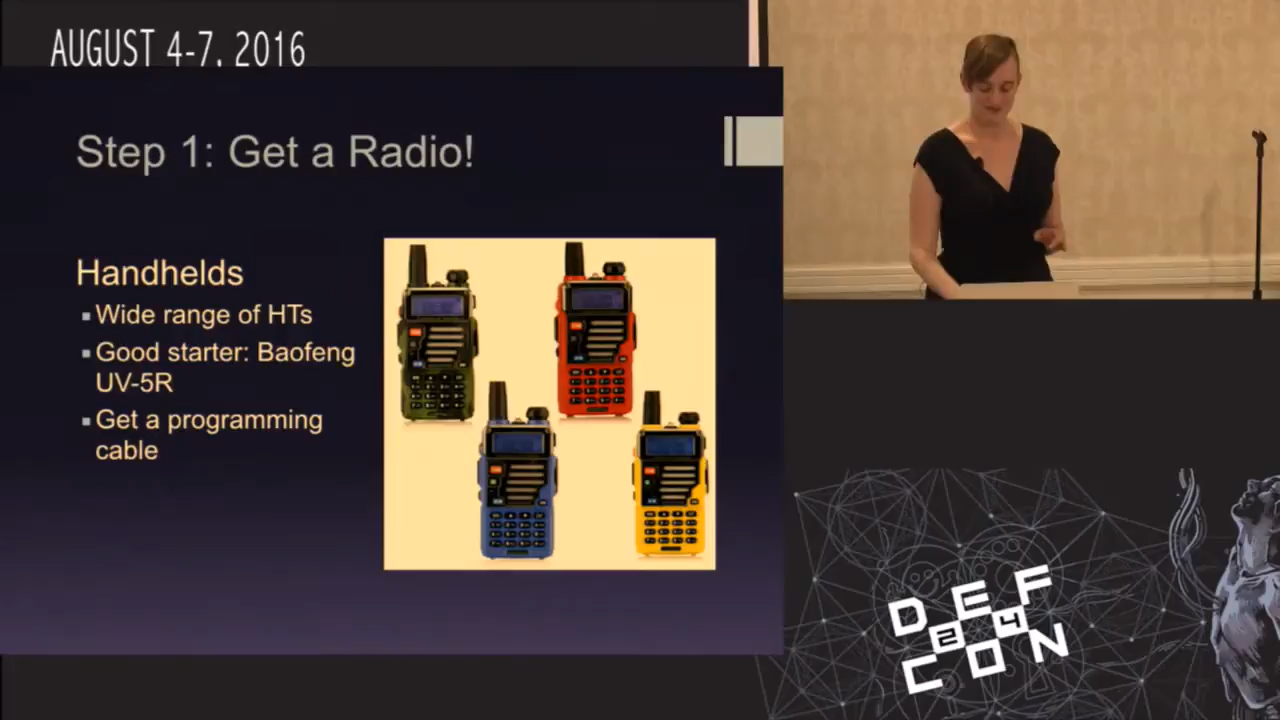 AUGUST 4-7, 2016
Step 1: Get a Radio!
Handhelds
Wide range of HTs
Good starter: Baofeng
UV-5R
Get a programming
cable
DEF
24
CON